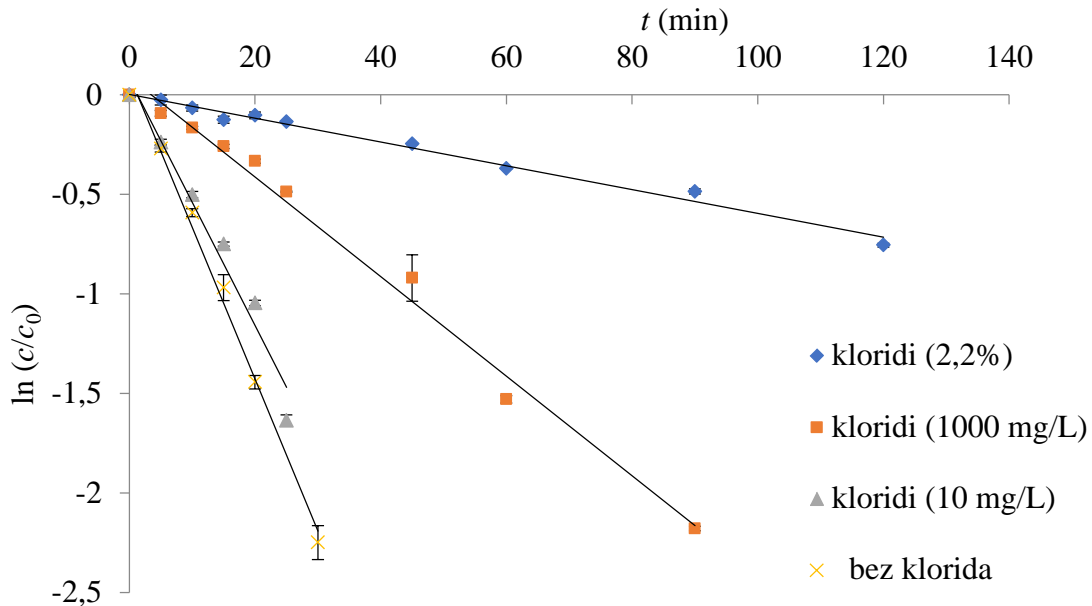 t (min)
0 20 40 60 80 100 120 140
0
-0,5
-1
-1,5
-2
-2,5
ln (c/c0)
kloridi (2,2%)
kloridi (1000 mg/L)
kloridi (10 mg/L)
bez klorida